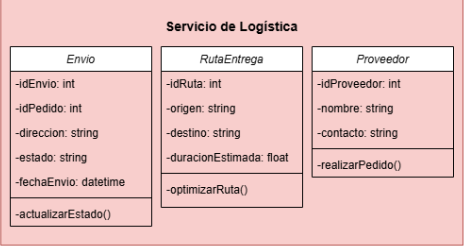 Servicio de Logística
Envio
-idEnvio: int
-idPedido: int
-direccion: string
-estado: string
-fechaEnvio: datetime
-actualizarEstado()
RutaEntrega
-idRuta: int
-origen: string
-destino: string
-duracionEstimada: float
-optimizarRuta()
Proveedor
-idProveedor: int
-nombre: string
-contacto: string
-realizarPedido()